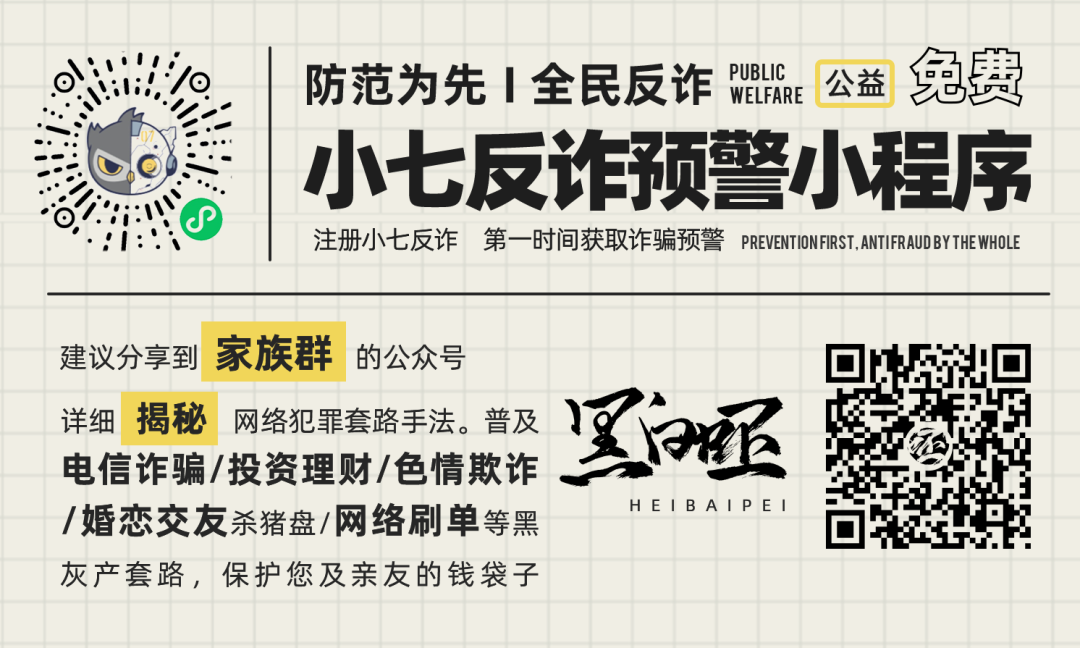 防范为先 I 全民反诈 PUBLIC WELFARE 公益 免费
小七反诈预警小程序
注册小七反诈 第一时间获取诈骗预警 PREVENTION FIRST, ANTI FRAUD BY THE WHOLE
建议分享到 家族群 的公众号
详细 揭秘 网络犯罪套路手法。普及
电信诈骗/投资理财/色情欺诈
/婚恋交友杀猪盘/网络刷单等黑
灰产套路，保护您及亲友的钱袋子
黑白呸
HEIBAIPEI